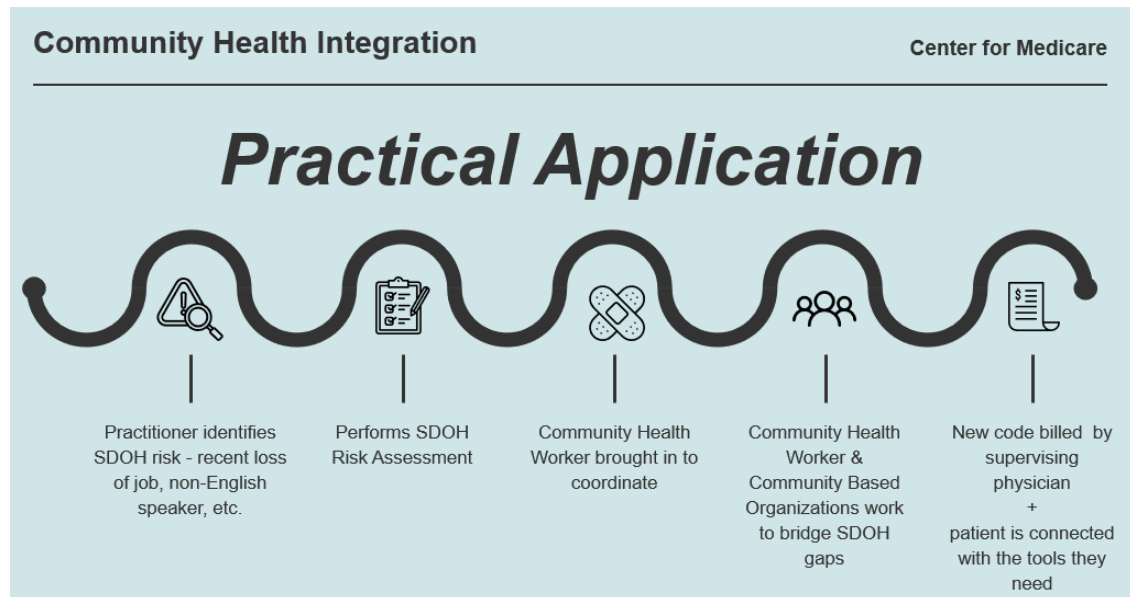 Community Health Integration
Center for Medicare
Practical Application
Practitioner identifies
SDOH risk - recent loss
of job, non-English
speaker, etc.
Performs SDOH
Risk Assessment
Community Health
Worker brought in to
coordinate
Community Health
Worker &
Community Based
Organizations work
to bridge SDOH
gaps
New code billed by
supervising
physician
+
patient is connected
with the tools they
need